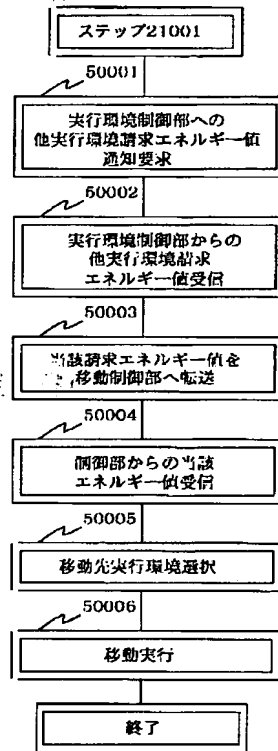 ステップ21001
50001
実行環境制御部への
他実行環境請求エネルギー値
通知要求
50002
実行環境制御部からの
他実行環境請求
エネルギー値受信
50003
当該請求エネルギー値を
移動制御部へ転送
50004
制御部からの当該
エネルギー値受信
50005
移動先実行環境選択
50006
移動実行
終了